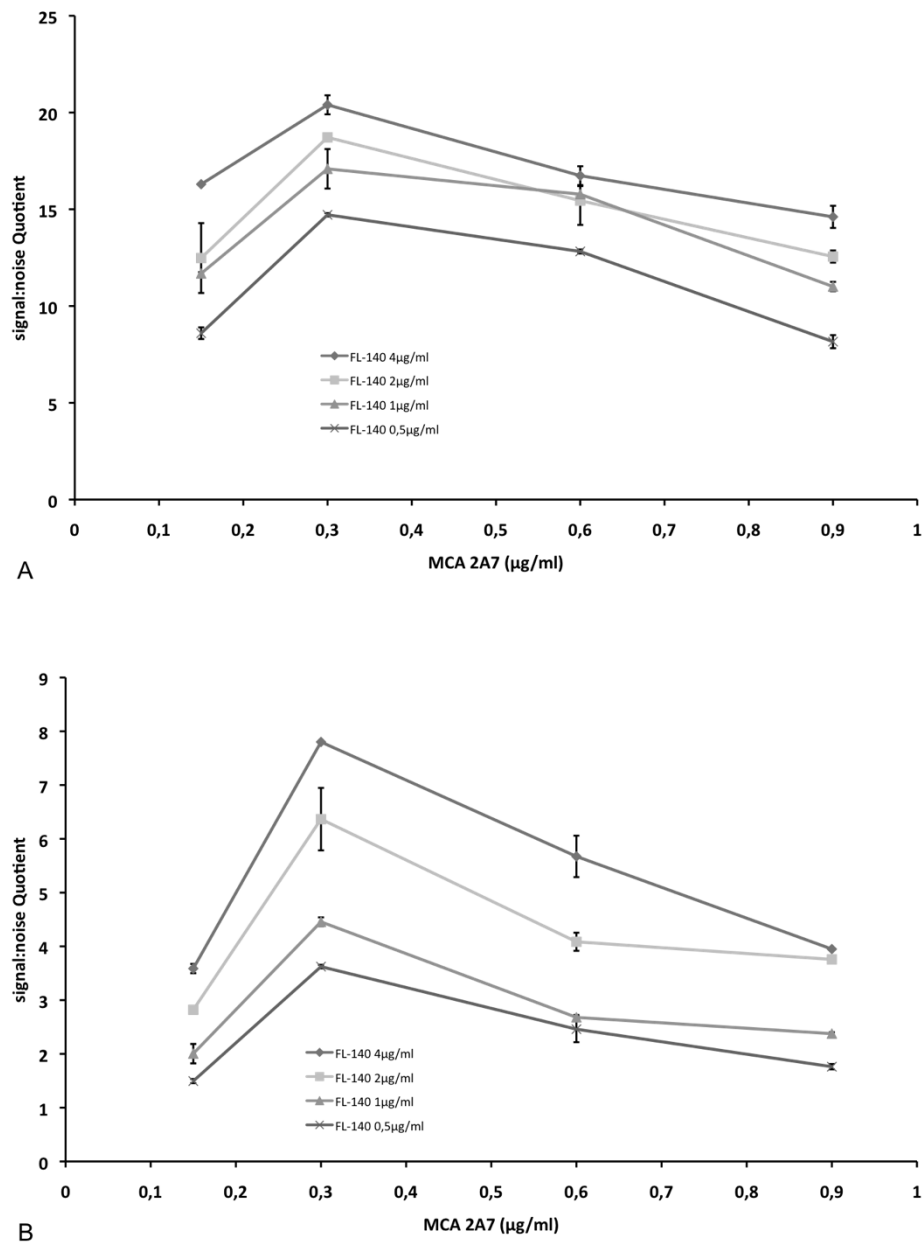 25
20
15
10
5
0
signal:noise Quotient
FL-140 4µg/ml
FL-140 2µg/ml
FL-140 1µg/ml
FL-140 0,5µg/ml
0 0,1 0,2 0,3 0,4 0,5 0,6 0,7 0,8 0,9 1
MCA 2A7 (µg/ml)
A
9
8
7
6
5
4
3
2
1
0
signal:noise Quotient
FL-140 4µg/ml
FL-140 2µg/ml
FL-140 1µg/ml
FL-140 0,5µg/ml
0 0,1 0,2 0,3 0,4 0,5 0,6 0,7 0,8 0,9 1
MCA 2A7 (µg/ml)
B